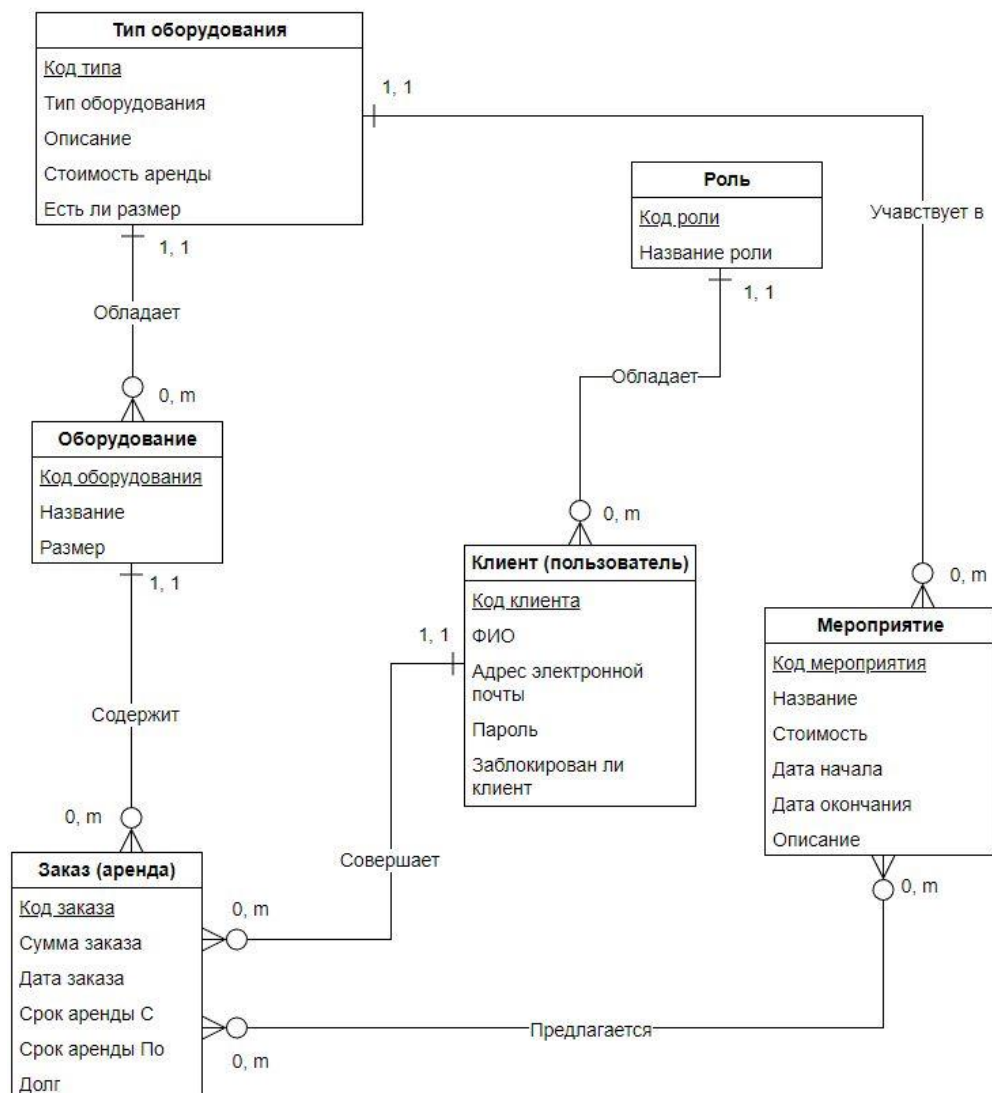 Тип оборудования
Код типа
Тип оборудования
Описание
Стоимость аренды
Есть ли размер
1, 1
1, 1
Учавствует в
Роль
Код роли
Название роли
1, 1
Обладает
Обладает
0, m
0, m
0, m
Оборудование
Код оборудования
Название
Размер
1, 1
Клиент (пользователь)
Код клиента
ФИО
Адрес электронной
почты
Пароль
Заблокирован ли
клиент
1, 1
Мероприятие
Код мероприятия
Название
Стоимость
Дата начала
Дата окончания
Описание
0, m
Содержит
0, m
Совершает
Заказ (аренда)
Код заказа
Сумма заказа
Дата заказа
Срок аренды С
Срок аренды По
Долг
0, m
0, m
Предлагается